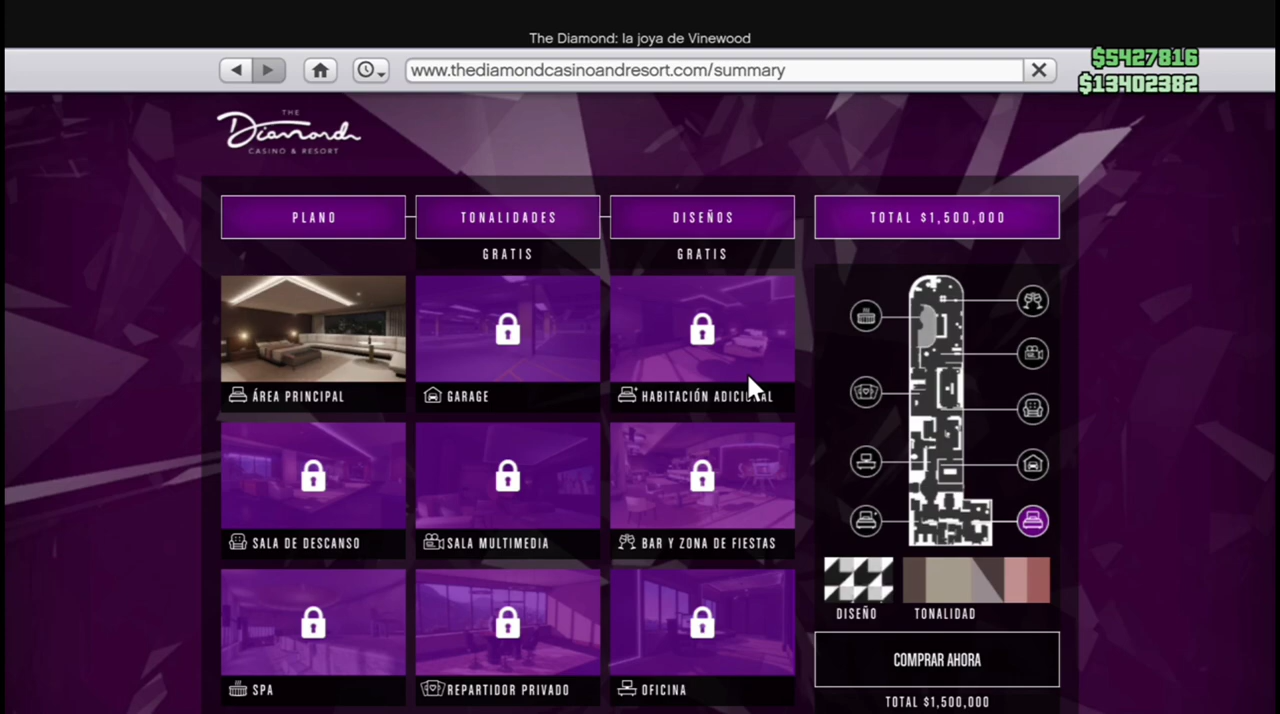 The Diamond: la joya de Vinewood
www.thediamondcasinoandresort.com/summary
$5427816
$13402382
THE
Diamond
CASINO & RESORT
PLANO
TONALIDADES
DISEÑOS
TOTAL $1,500,000
GRATIS
GRATIS
ÁREA PRINCIPAL
GARAGE
HABITACIÓN ADICIONAL
SALA DE DESCANSO
SALA MULTIMEDIA
BAR Y ZONA DE FIESTAS
DISEÑO
TONALIDAD
COMPRAR AHORA
SPA
REPARTIDOR PRIVADO
OFICINA
TOTAL $1,500,000